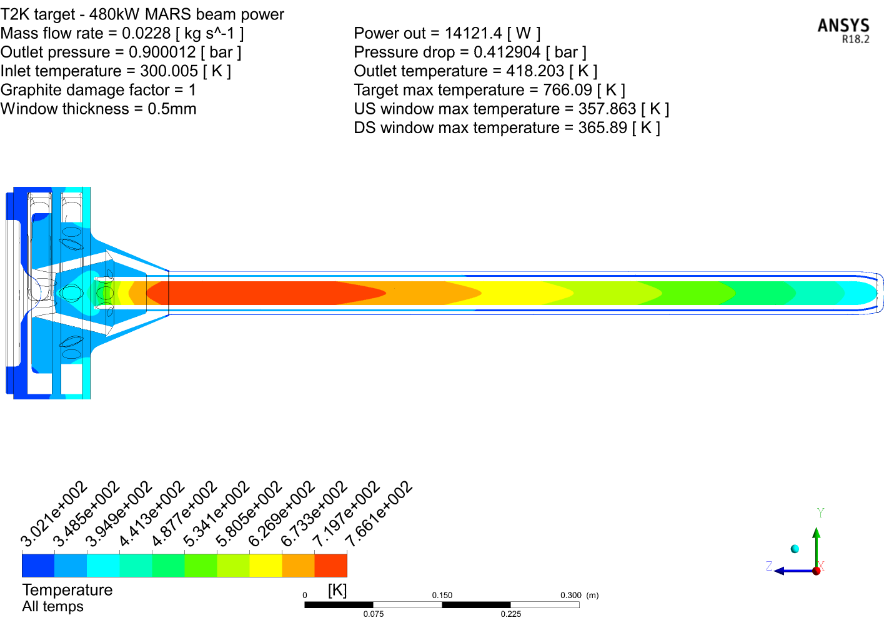 T2K target - 480kW MARS beam power
Mass flow rate = 0.0228 [ kg s^-1 ]
Outlet pressure = 0.900012 [ bar ]
Inlet temperature = 300.005 [ K ]
Graphite damage factor = 1
Window thickness = 0.5mm
Power out = 14121.4 [ W ]
Pressure drop = 0.412904 [ bar ]
Outlet temperature = 418.203 [ K ]
Target max temperature = 766.09 [ K ]
US window max temperature = 357.863 [ K ]
DS window max temperature = 365.89 [ K ]
ANSYS
R18.2
3.021e+002
3.485e+002
3.949e+002
4.413e+002
4.877e+002
5.341e+002
5.805e+002
6.269e+002
6.733e+002
7.197e+002
7.661e+002
Temperature [K]
All temps
0 0.150 0.300 (m)
0.075 0.225
Y
Z X